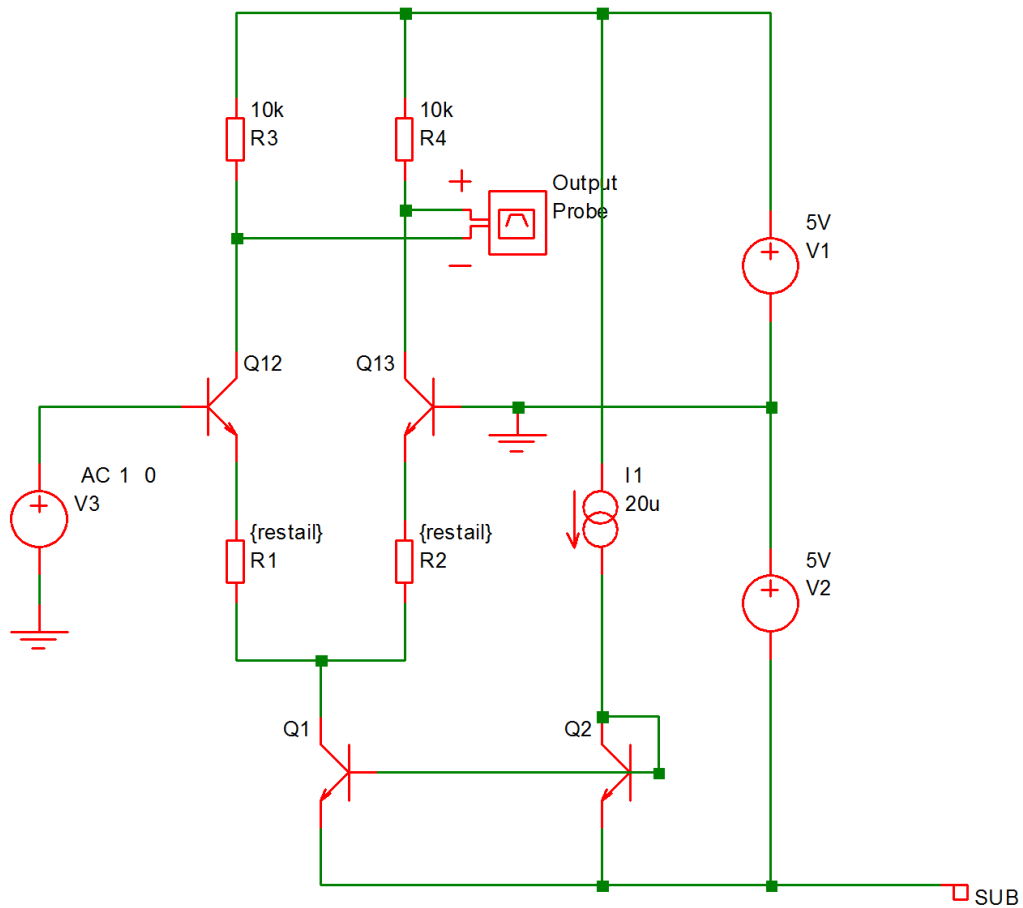 10k
R3
10k
R4
+
Output
Probe
−
5V
V1
Q12
Q13
AC 1 0
V3
I1
20u
{restail}
R1
{restail}
R2
5V
V2
Q1
Q2
SUB